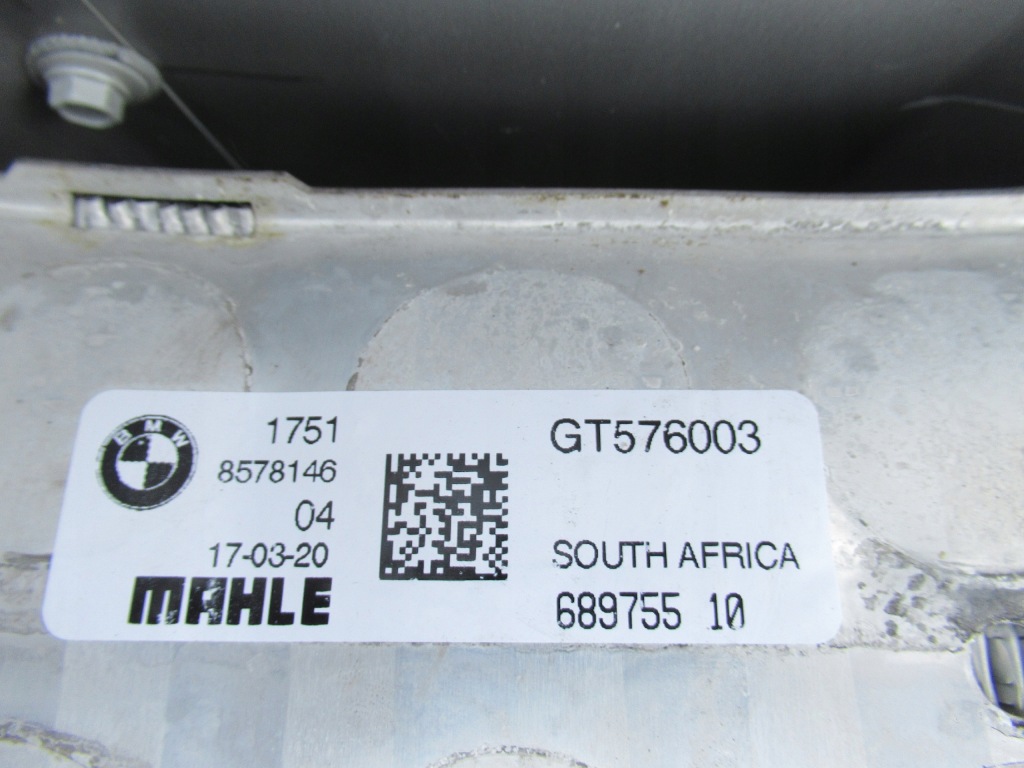 BMW
1751
8578146
04
17-03-20
MAHLE
GT576003
SOUTH AFRICA
689755 10